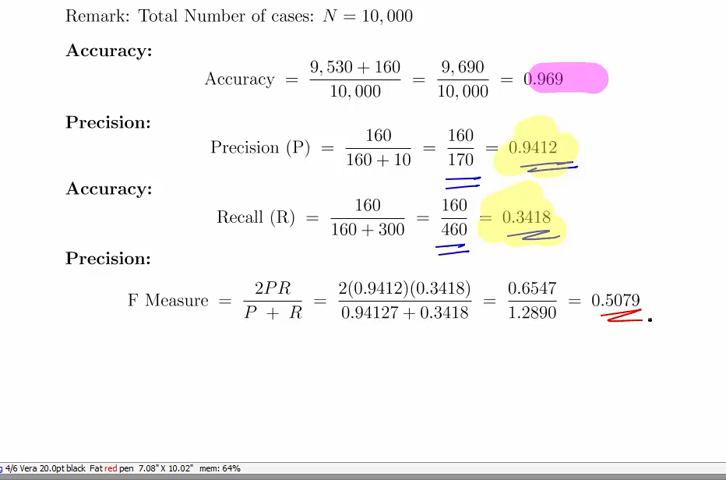 Remark: Total Number of cases: N = 10,000
Accuracy:
Accuracy = 9,530 + 160 / 10,000 = 9,690 / 10,000 = 0.969
Precision:
Precision (P) = 160 / 160 + 10 = 160 / 170 = 0.9412
Accuracy:
Recall (R) = 160 / 160 + 300 = 160 / 460 = 0.3418
Precision:
F Measure = 2PR / P + R = 2(0.9412)(0.3418) / 0.94127 + 0.3418 = 0.6547 / 1.2890 = 0.5079
g 4/6 Vera 20.0pt black Fat red pen 7.08" X 10.02" mem: 64%